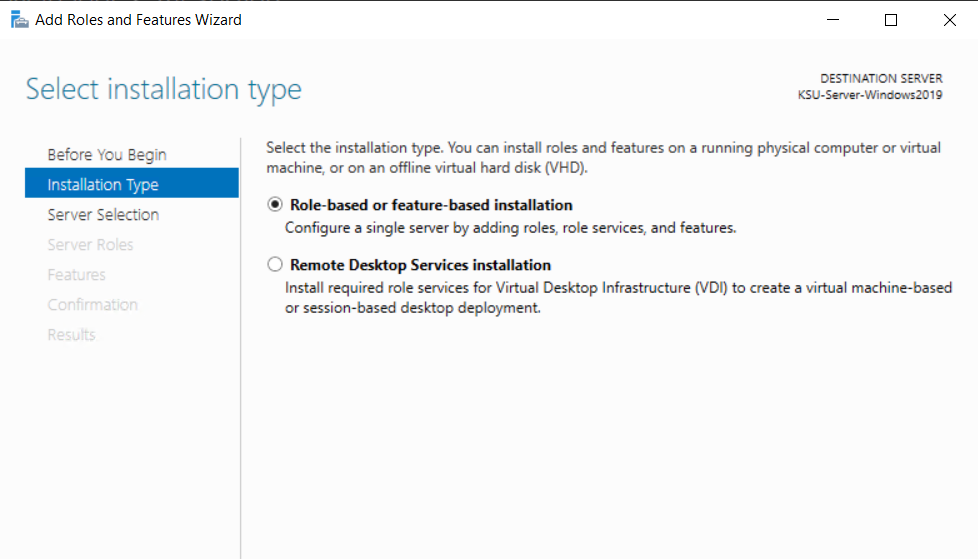 Add Roles and Features Wizard
Select installation type
DESTINATION SERVER
KSU-Server-Windows2019
Before You Begin
Installation Type
Server Selection
Server Roles
Features
Confirmation
Results
Select the installation type. You can install roles and features on a running physical computer or virtual
machine, or on an offline virtual hard disk (VHD).
Role-based or feature-based installation
Configure a single server by adding roles, role services, and features.
Remote Desktop Services installation
Install required role services for Virtual Desktop Infrastructure (VDI) to create a virtual machine-based
or session-based desktop deployment.